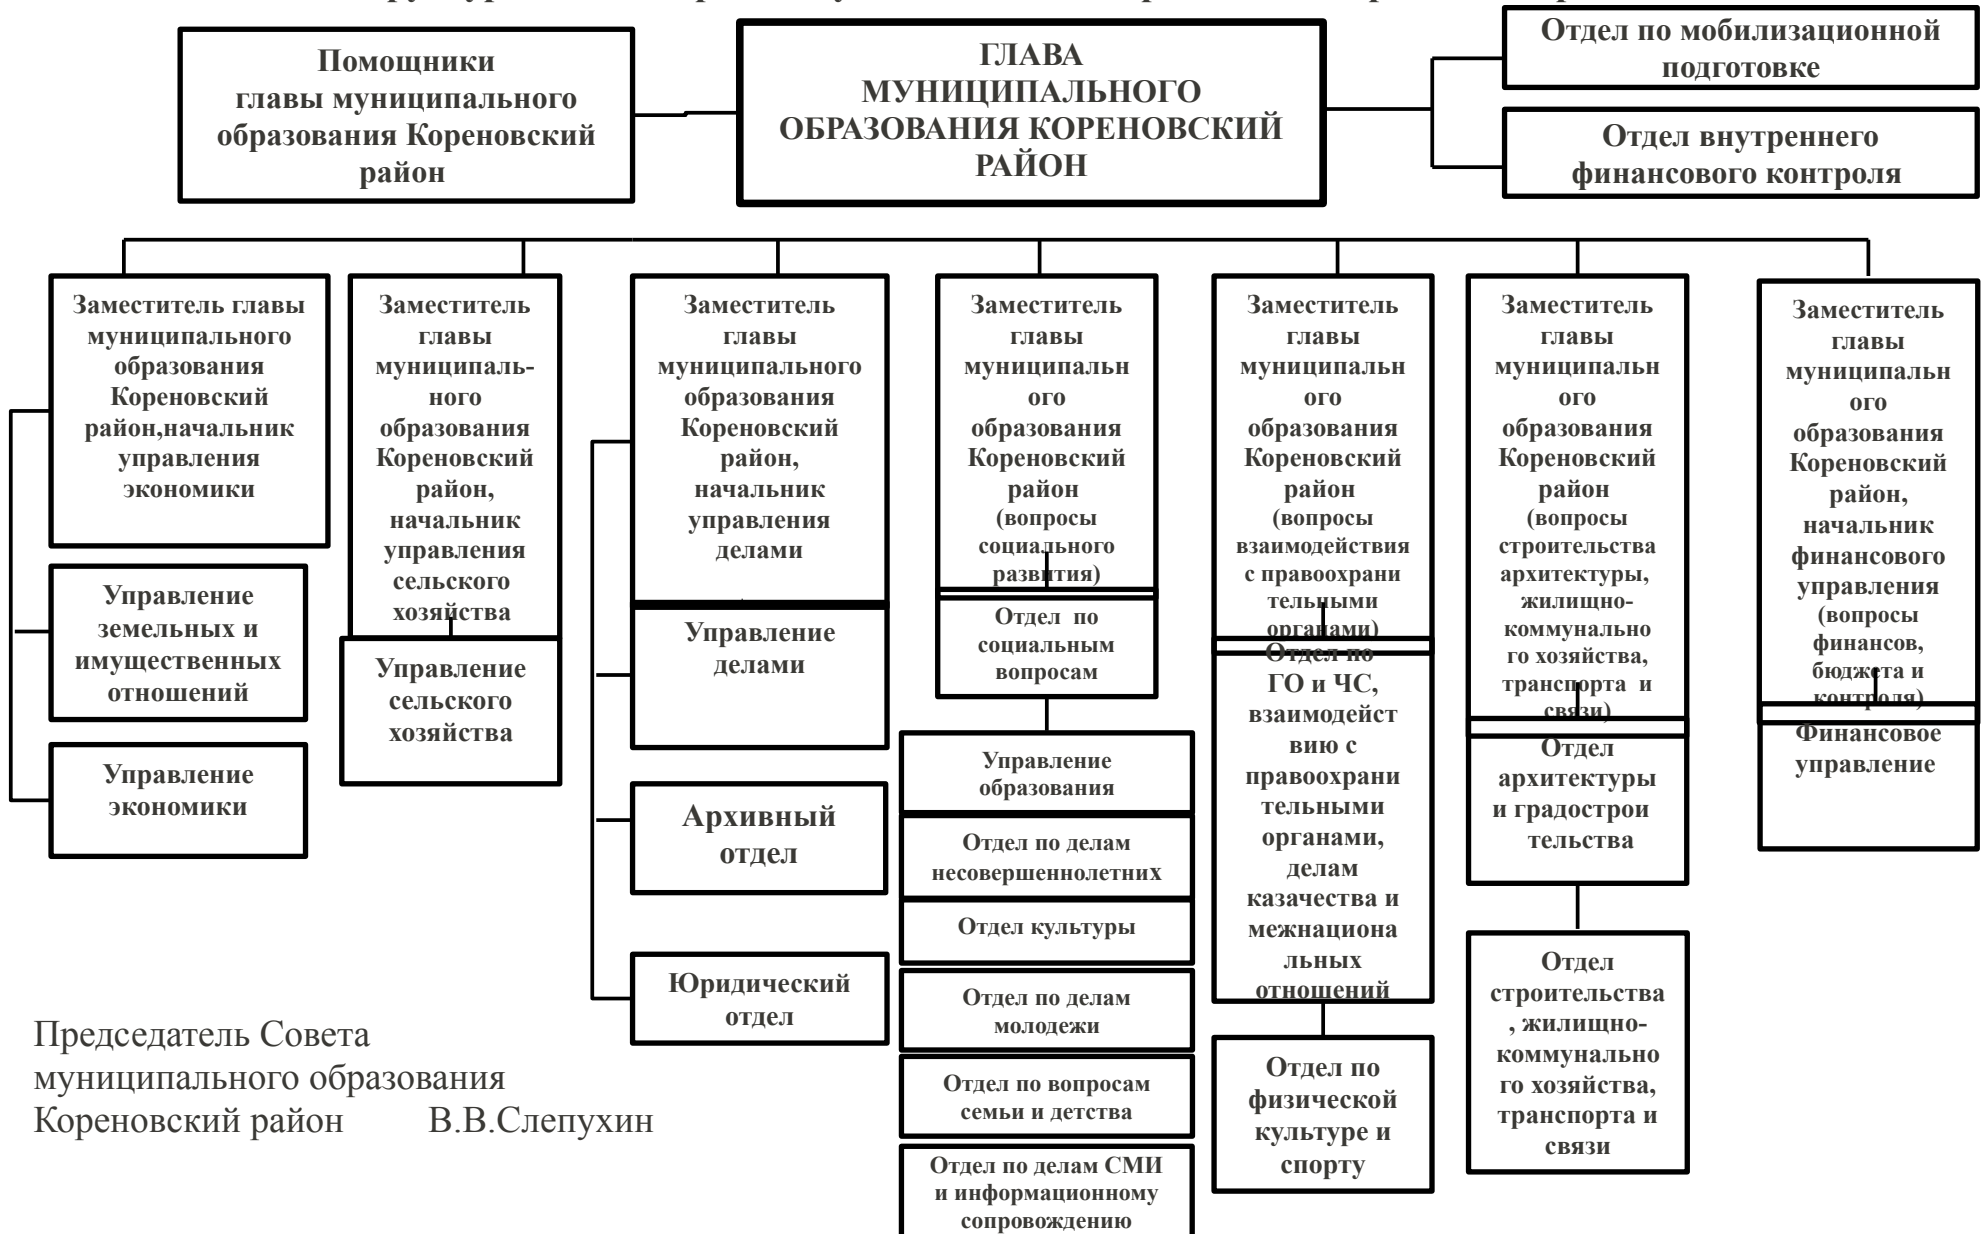 Помощники
главы муниципального
образования Кореновский
район
ГЛАВА
МУНИЦИПАЛЬНОГО
ОБРАЗОВАНИЯ КОРЕНОВСКИЙ
РАЙОН
Отдел по мобилизационной
подготовке
Отдел внутреннего
финансового контроля
Заместитель главы
муниципального
образования
Кореновский
район,начальник
управления
экономики
Управление
земельных и
имущественных
отношений
Управление
экономики
Заместитель
главы
муниципаль-
ного
образования
Кореновский
район,
начальник
управления
сельского
хозяйства
Управление
сельского
хозяйства
Заместитель
главы
муниципального
образования
Кореновский
район,
начальник
управления
делами
Управление
делами
Архивный
отдел
Юридический
отдел
Заместитель
главы
муниципальн
ого
образования
Кореновский
район
(вопросы
социального
развития)
Отдел по
социальным
вопросам
Управление
образования
Отдел по делам
несовершеннолетних
Отдел культуры
Отдел по делам
молодежи
Отдел по вопросам
семьи и детства
Отдел по делам СМИ
и информационному
сопровождению
Заместитель
главы
муниципальн
ого
образования
Кореновский
район
(вопросы
взаимодействия
с правоохрани
тельными
органами)
Отдел по
ГО и ЧС,
взаимодейст
вию с
правоохрани
тельными
органами,
делам
казачества и
межнациона
льных
отношений
Отдел по
физической
культуре и
спорту
Заместитель
главы
муниципальн
ого
образования
Кореновский
район
(вопросы
строительства
архитектуры,
жилищно-
коммунально
го хозяйства,
транспорта и
связи)
Отдел
архитектуры
и градострои
тельства
Отдел
строительства
, жилищно-
коммунально
го хозяйства,
транспорта и
связи
Заместитель
главы
муниципальн
ого
образования
Кореновский
район,
начальник
финансового
управления
(вопросы
финансов,
бюджета и
контроля)
Финансовое
управление
Председатель Совета
муниципального образования
Кореновский район В.В.Слепухин